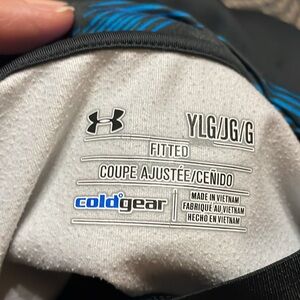 YLG/JG/G
FITTED
COUPE AJUSTÉE/CEÑIDO
coldgear
MADE IN VIETNAM
FABRIQUÉ AU VIETNAM
HECHO EN VIETNAM